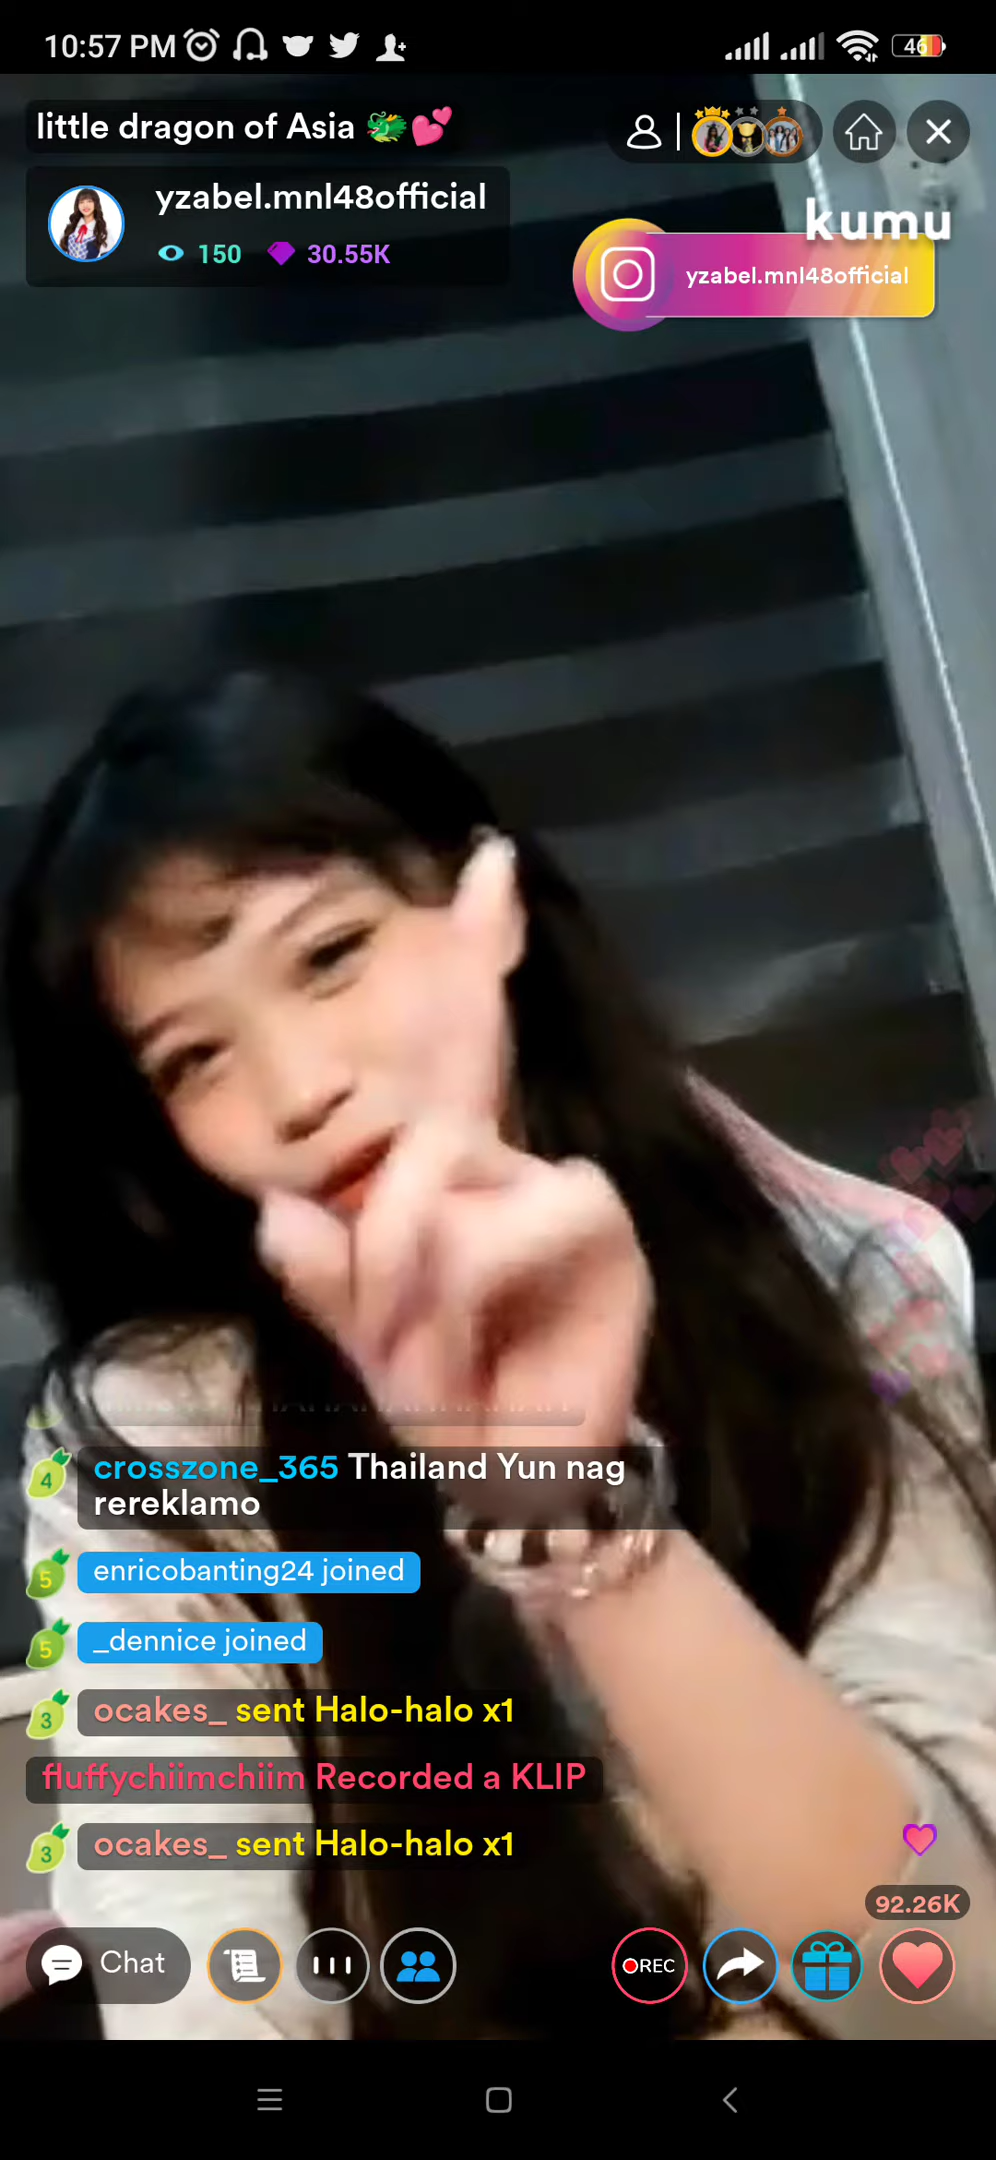 10:57 PM
46
little dragon of Asia 🐲💕
yzabel.mnl48official
150 30.55K
kumu
yzabel.mnl48official
4 crosszone_365 Thailand Yun nag
rereklamo
5 enricobanting24 joined
5 _dennice joined
3 ocakes_ sent Halo-halo x1
fluffychiimchiim Recorded a KLIP
3 ocakes_ sent Halo-halo x1
92.26K
Chat
REC